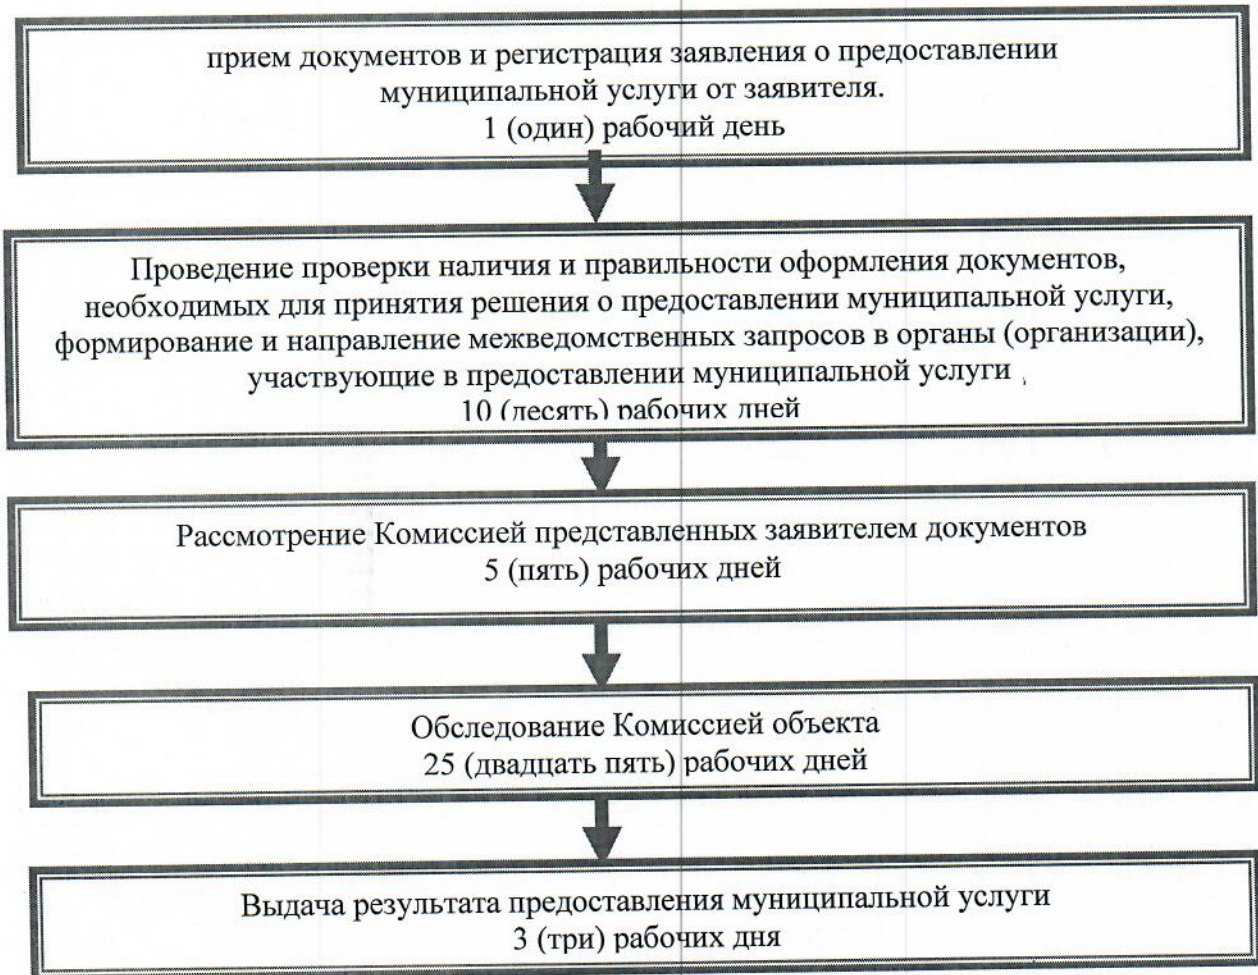 прием документов и регистрация заявления о предоставлении
муниципальной услуги от заявителя.
1 (один) рабочий день
Проведение проверки наличия и правильности оформления документов,
необходимых для принятия решения о предоставлении муниципальной услуги,
формирование и направление межведомственных запросов в органы (организации),
участвующие в предоставлении муниципальной услуги ,
10 (десять) рабочих дней
Рассмотрение Комиссией представленных заявителем документов
5 (пять) рабочих дней
Обследование Комиссией объекта
25 (двадцать пять) рабочих дней
Выдача результата предоставления муниципальной услуги
3 (три) рабочих дня